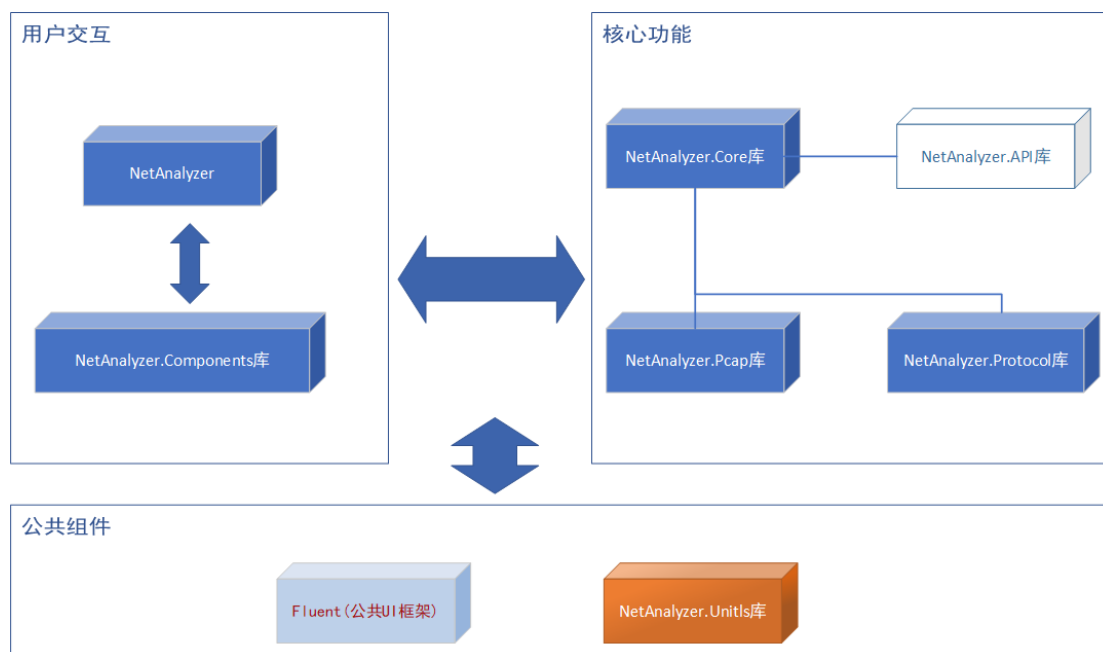 用户交互
NetAnalyzer
NetAnalyzer.Components库
核心功能
NetAnalyzer.Core库
NetAnalyzer.API库
NetAnalyzer.Pcap库
NetAnalyzer.Protocol库
公共组件
Fluent(公共UI框架)
NetAnalyzer.Unitls库